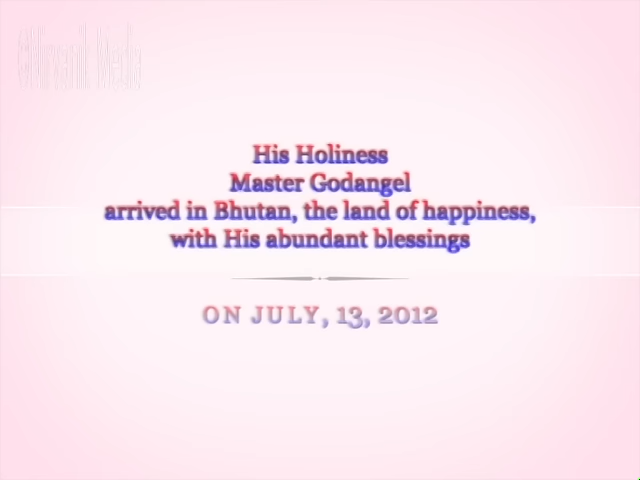 His Holiness
Master Godangel
arrived in Bhutan, the land of happiness,
with His abundant blessings
ON JULY, 13, 2012